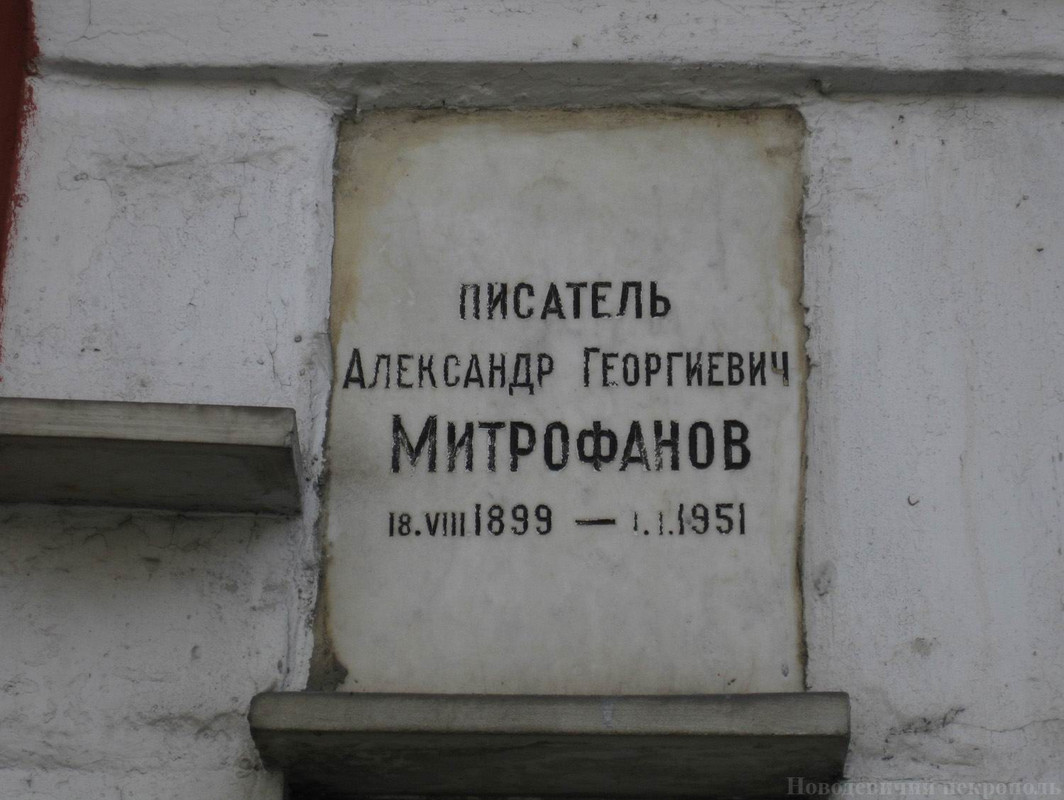 ПИСАТЕЛЬ
АЛЕКСАНДР ГЕОРГИЕВИЧ
МИТРОФАНОВ
18.VIII 1899 — 1.I.1951
Новодевичий некрополь